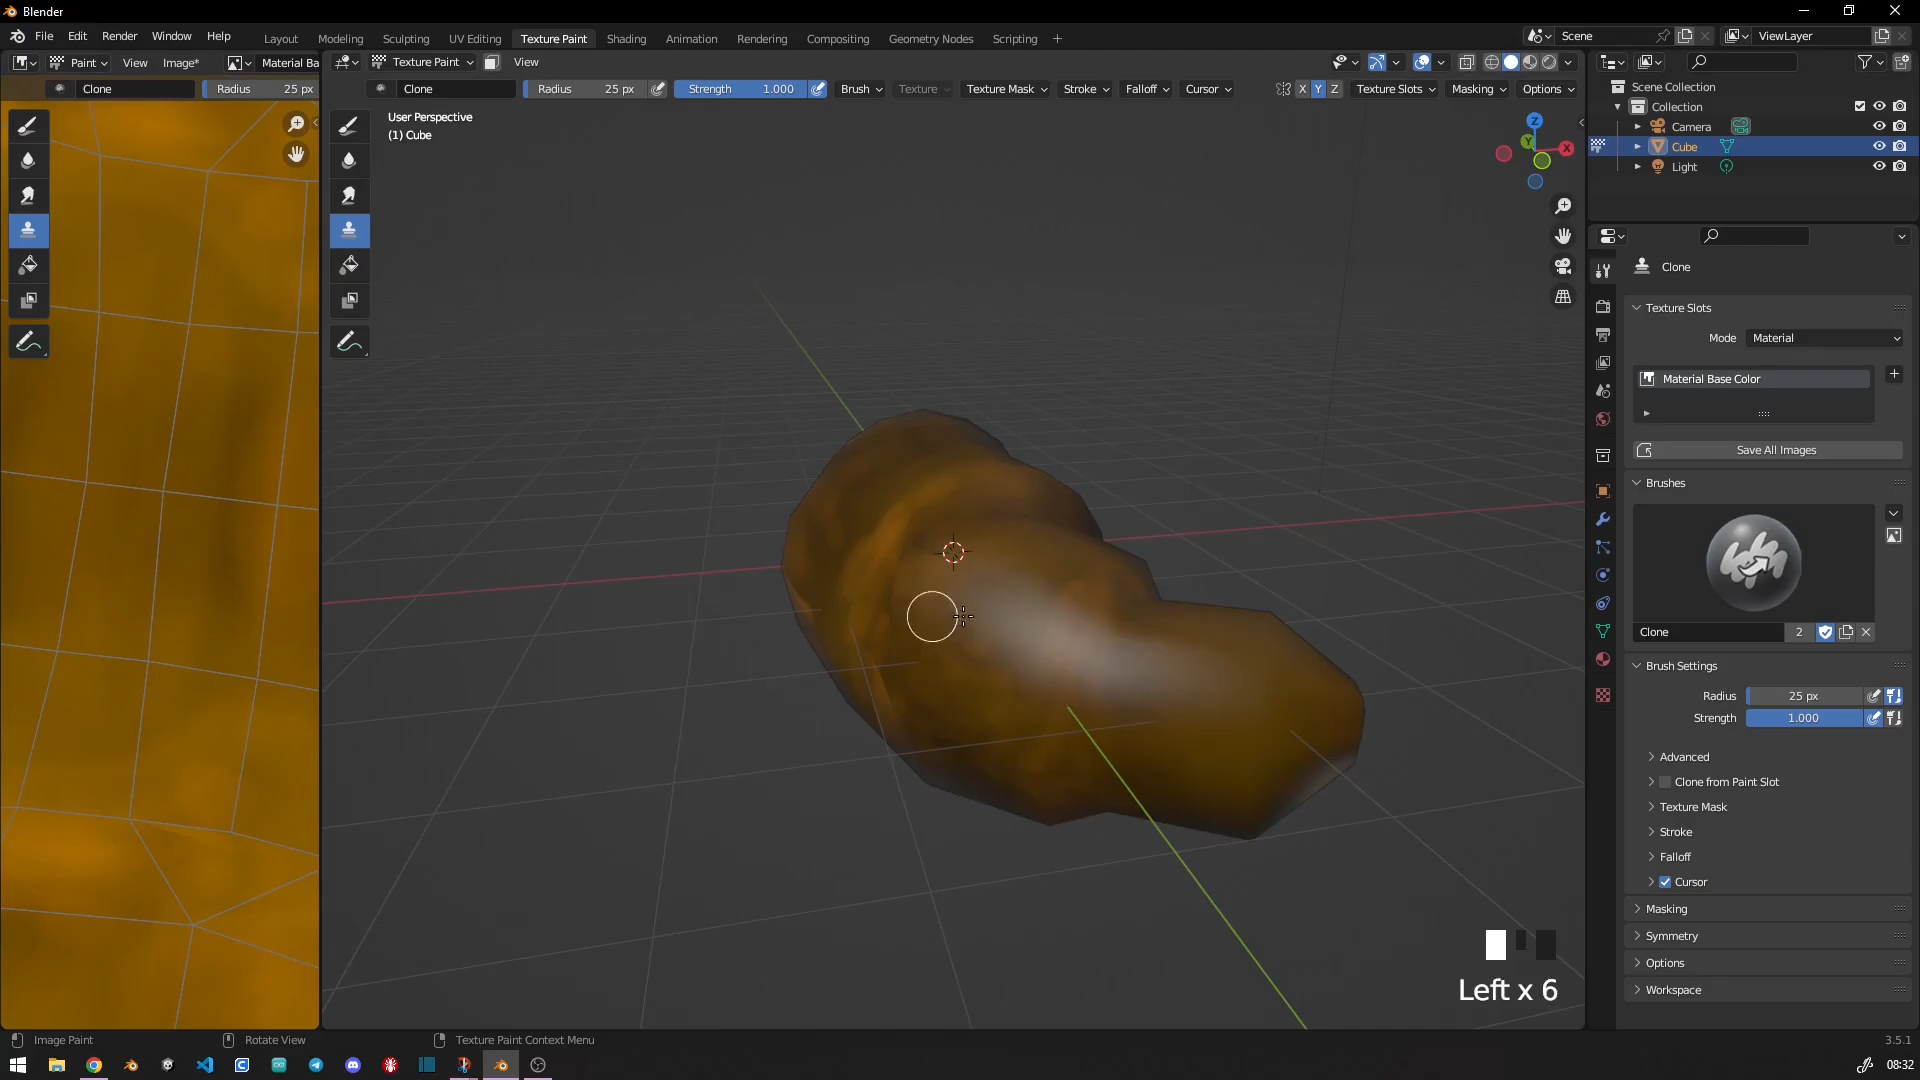 Blender
File Edit Render Window Help
Layout Modeling Sculpting UV Editing Texture Paint Shading Animation Rendering Compositing Geometry Nodes Scripting +
Scene
ViewLayer
Paint View Image* Material Ba
Texture Paint View
Clone Radius 25 px
Clone Radius 25 px Strength 1.000 Brush Texture Texture Mask Stroke Falloff Cursor X Y Z Texture Slots Masking Options
User Perspective
(1) Cube
Z
Y
X
Left x 6
Scene Collection
Collection
Camera
Cube
Light
Clone
Texture Slots
Mode Material
Material Base Color
Save All Images
Brushes
Clone 2
Brush Settings
Radius 25 px
Strength 1.000
Advanced
Clone from Paint Slot
Texture Mask
Stroke
Falloff
Cursor
Masking
Symmetry
Options
Workspace
Image Paint Rotate View Texture Paint Context Menu 3.5.1
08:32